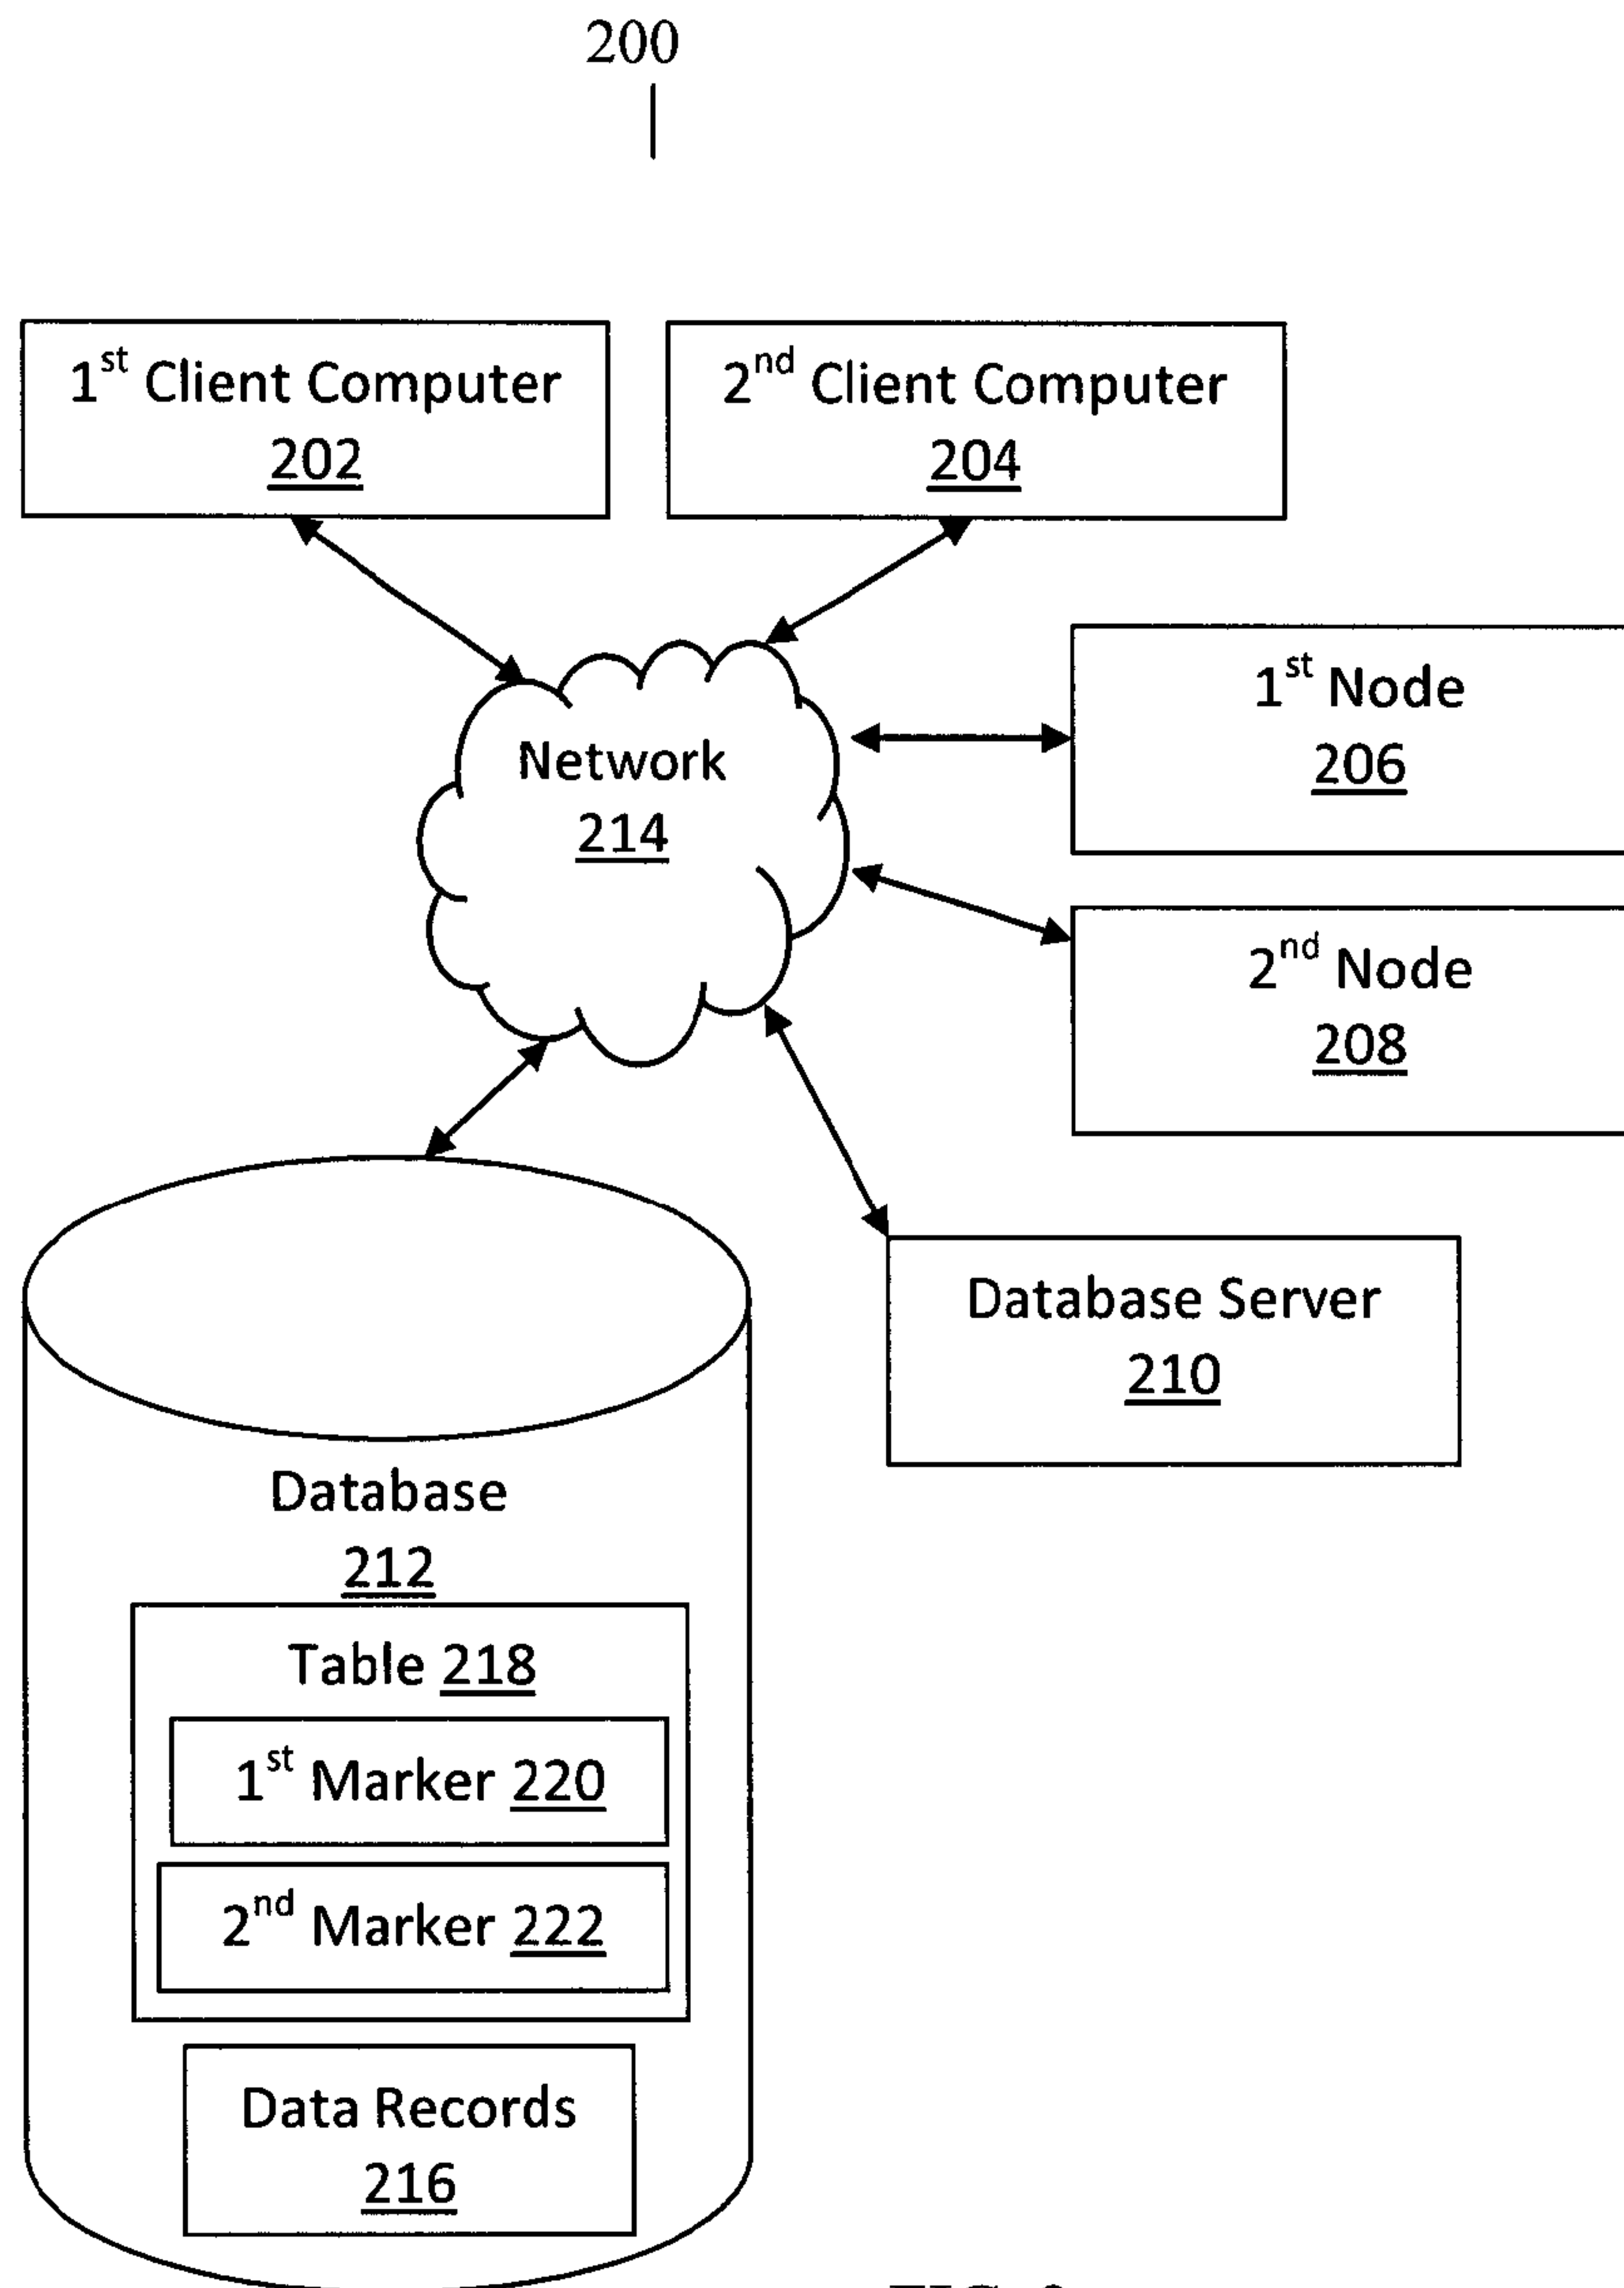 200
1st Client Computer
202
2nd Client Computer
204
Network
214
1st Node
206
2nd Node
208
Database Server
210
Database
212
Table 218
1st Marker 220
2nd Marker 222
Data Records
216